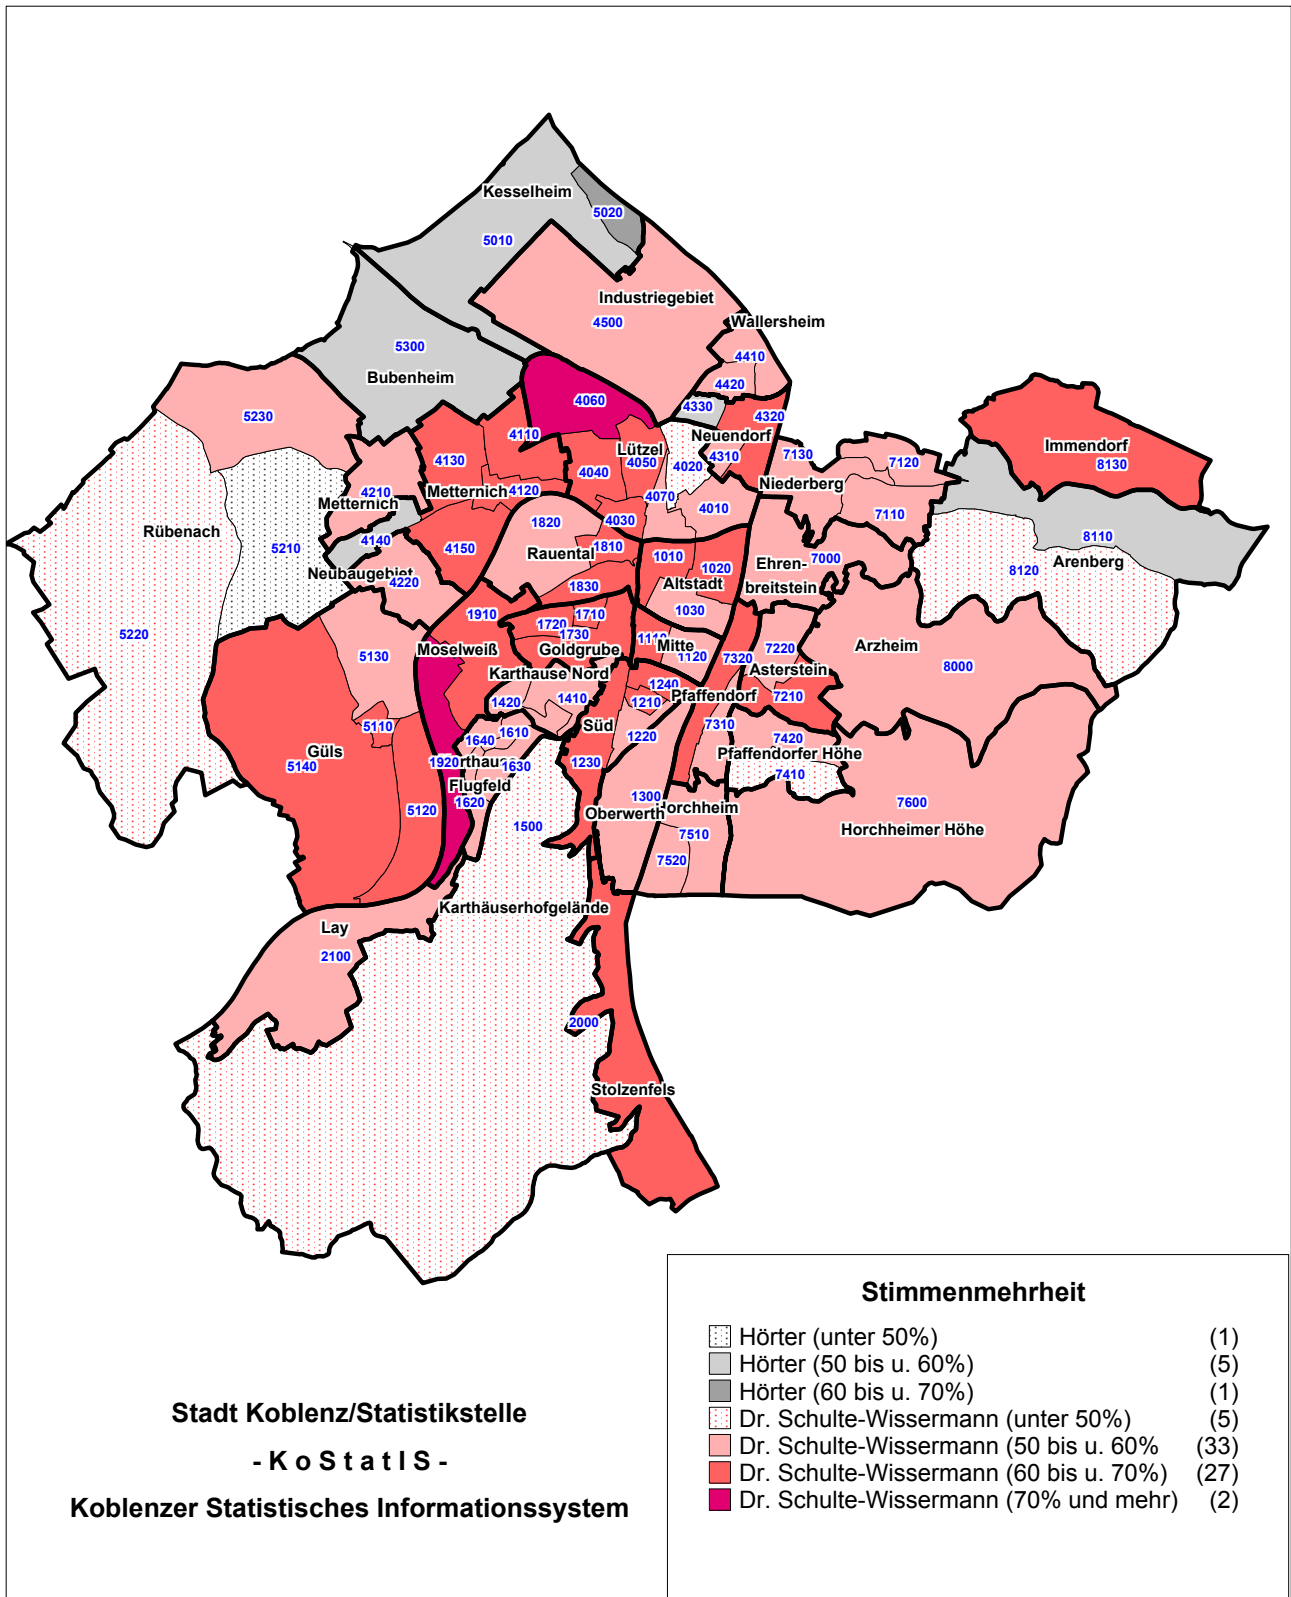 Kesselheim
5020
5010
Industriegebiet
4500
Wallersheim
5300
4410
Bubenheim
4420
4060
4330
5230
4320
4110
Neuendorf
Immendorf
Lützel
7130
4310
4130
4050
7120
8130
4040
4020
Metternich
4120
Niederberg
4210
4070
Metternich
4010
7110
Rübenach
1820
4030
4140
8110
5210
4150
1810
Rauental
1010
7000
Arenberg
Ehren-
breitstein
1020
8120
Neubaugebiet
4220
1830
Altstadt
1910
1710
1030
1720
5220
1730
1110
Mitte
Arzheim
Moselweiß
Goldgrube
7220
5130
1120
7320
8000
Karthause Nord
Asterstein
1240
Pfaffendorf
1420
1410
1210
7210
5110
Süd
7310
1610
1640
1220
7420
Güls
Pfaffendorfer Höhe
5140
1920
rthau
1630
1230
7410
Flugfeld
1300
1620
7600
5120
Oberwerth
orchheim
1500
Horchheimer Höhe
7510
7520
Karthäuserhofgelände
Lay
2100
2000
Stolzenfels
Stimmenmehrheit
Hörter (unter 50%) (1)
Hörter (50 bis u. 60%) (5)
Hörter (60 bis u. 70%) (1)
Dr. Schulte-Wissermann (unter 50%) (5)
Dr. Schulte-Wissermann (50 bis u. 60% (33)
Dr. Schulte-Wissermann (60 bis u. 70%) (27)
Dr. Schulte-Wissermann (70% und mehr) (2)
Stadt Koblenz/Statistikstelle
- K o S t a t I S -
Koblenzer Statistisches Informationssystem